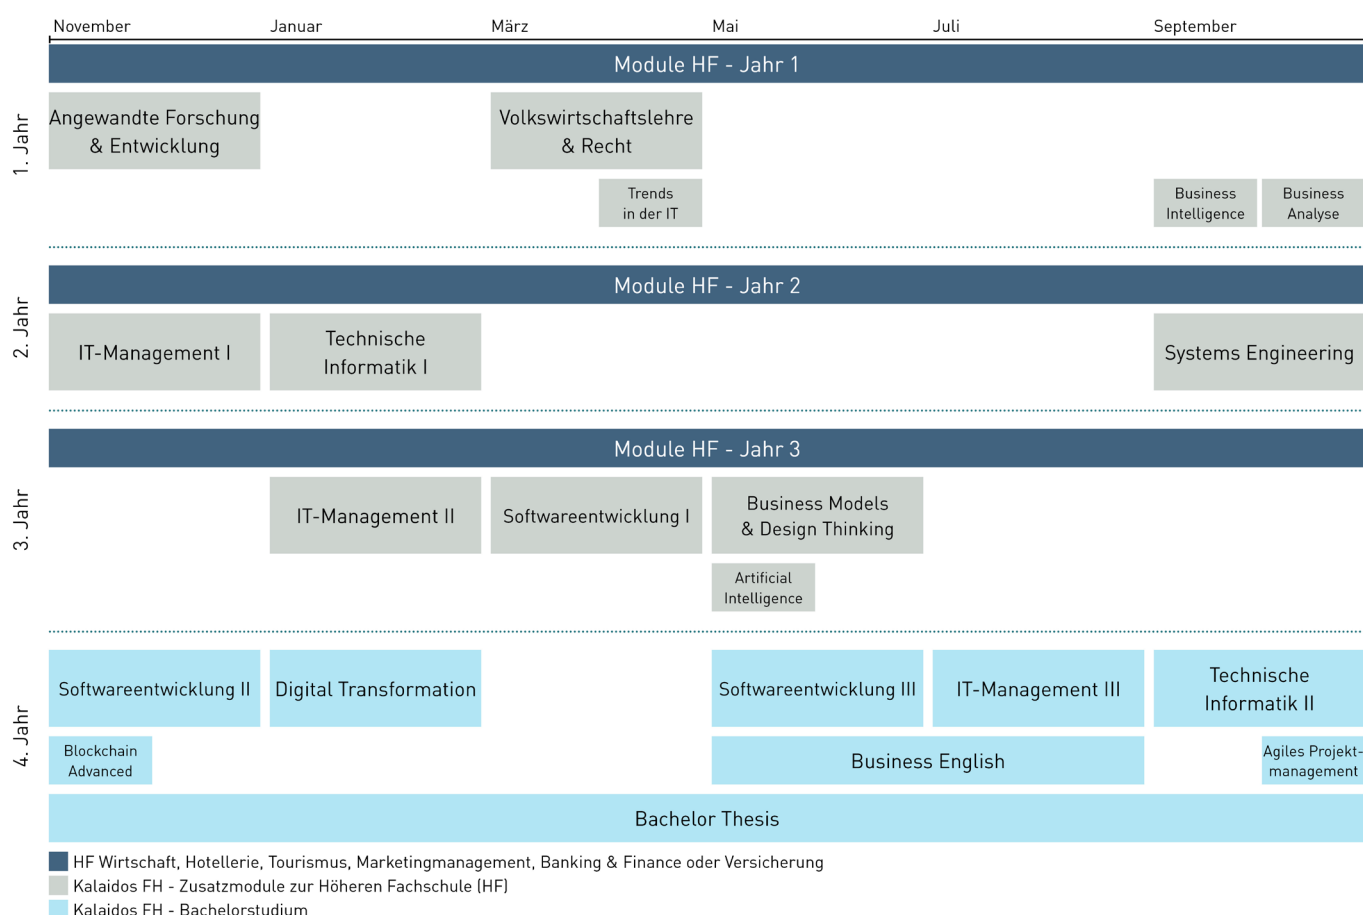 November Januar März Mai Juli September
Module HF - Jahr 1
1. Jahr
Angewandte Forschung
& Entwicklung
Volkswirtschaftslehre
& Recht
Trends
in der IT
Business
Intelligence
Business
Analyse
Module HF - Jahr 2
2. Jahr
IT-Management I
Technische
Informatik I
Systems Engineering
Module HF - Jahr 3
3. Jahr
IT-Management II
Softwareentwicklung I
Business Models
& Design Thinking
Artificial
Intelligence
4. Jahr
Softwareentwicklung II
Digital Transformation
Softwareentwicklung III
IT-Management III
Technische
Informatik II
Blockchain
Advanced
Business English
Agiles Projekt-
management
Bachelor Thesis
HF Wirtschaft, Hotellerie, Tourismus, Marketingmanagement, Banking & Finance oder Versicherung
Kalaidos FH - Zusatzmodule zur Höheren Fachschule (HF)
Kalaidos FH - Bachelorstudium